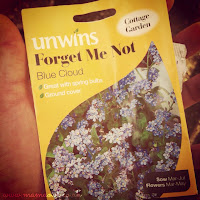 Cottage
Garden
unwins
Forget Me Not
Blue Cloud
Great with spring bulbs
Ground cover
Sow Mar-Jul
Flowers Mar-May